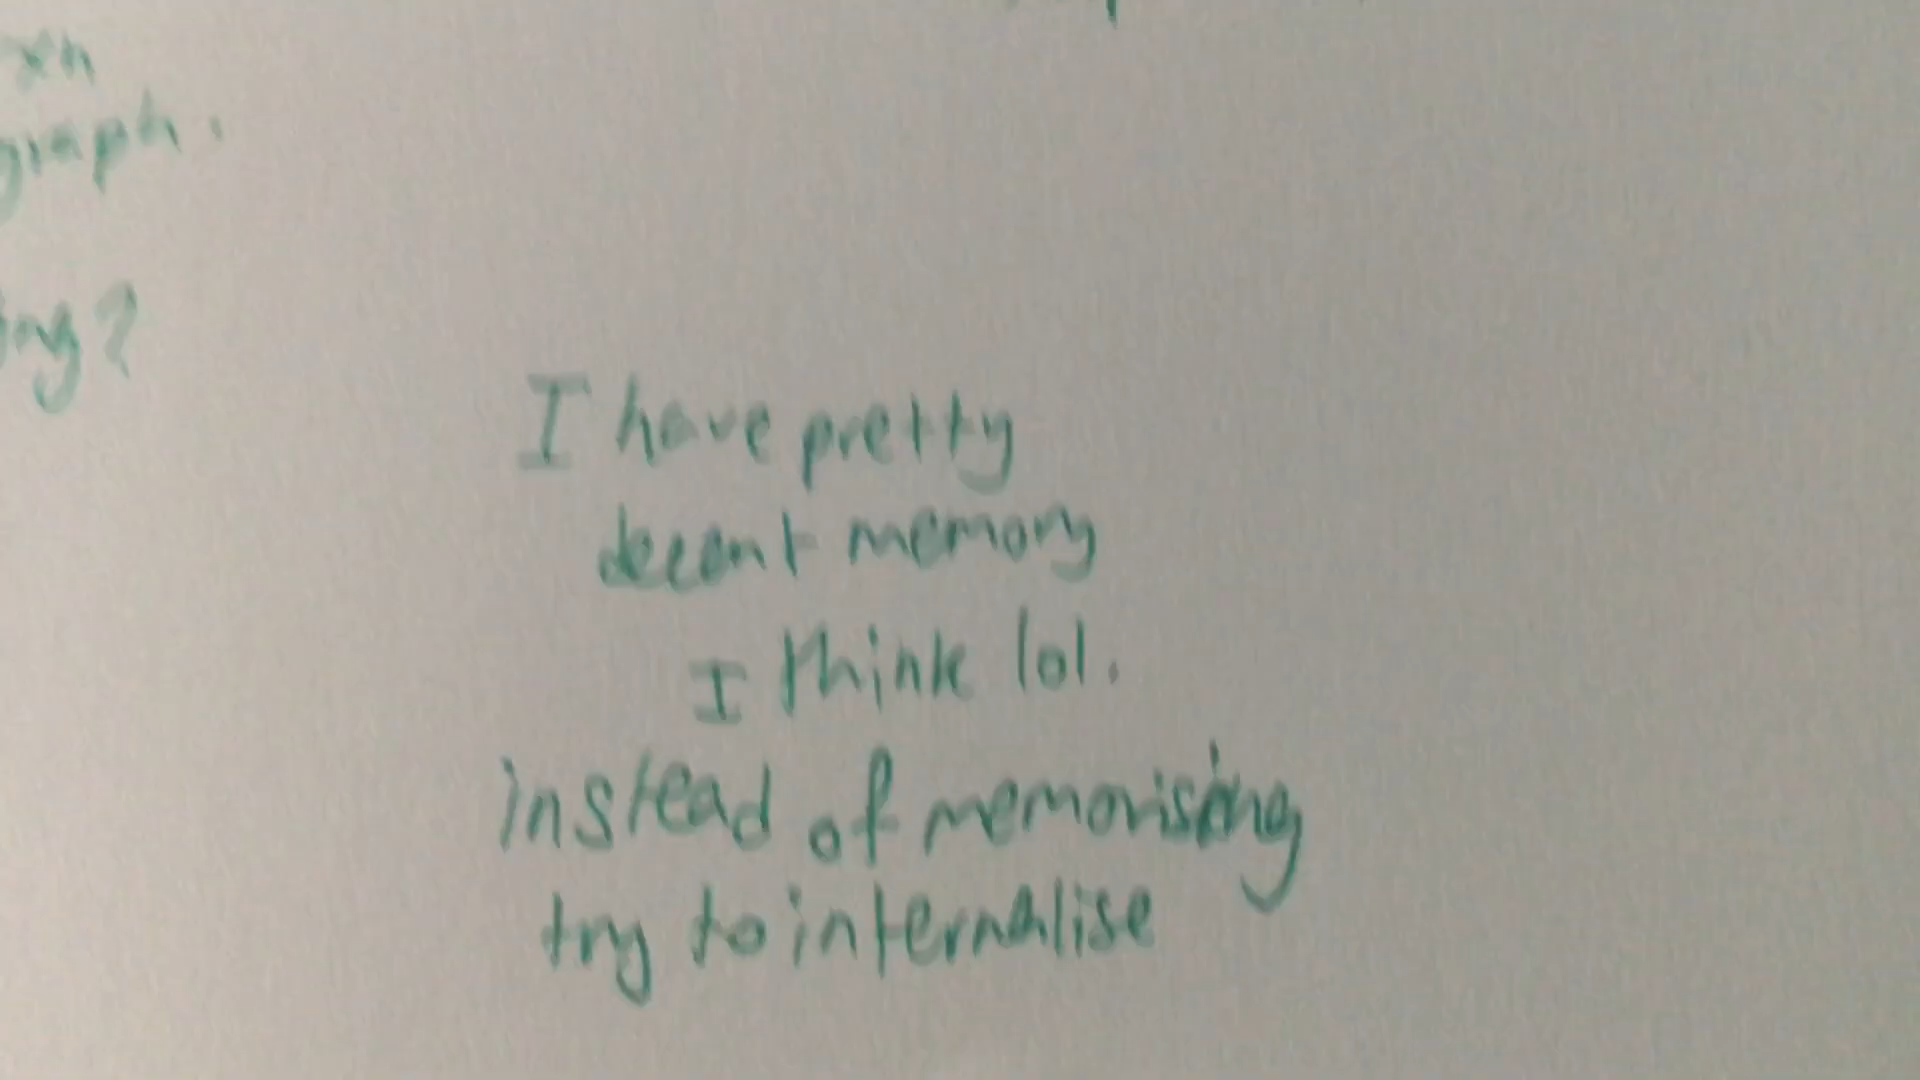 graph.
I have pretty
decent memory
I think lol.
instead of memorising
try to internalise